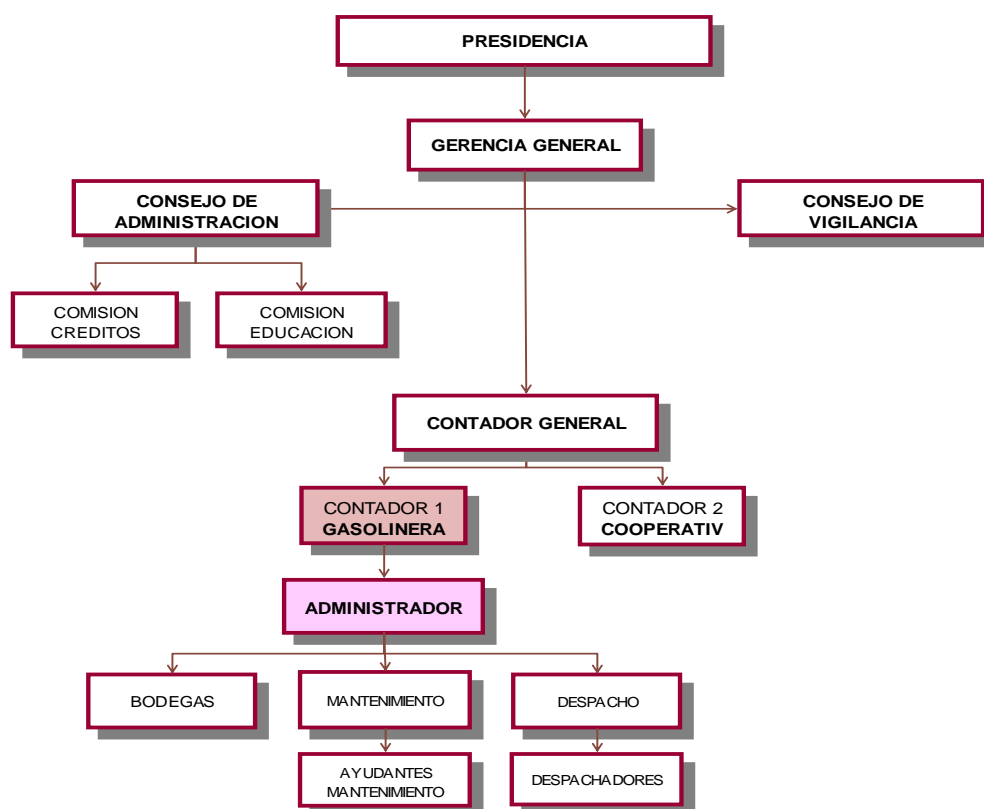 PRESIDENCIA
GERENCIA GENERAL
CONSEJO DE
ADMINISTRACION
CONSEJO DE
VIGILANCIA
COMISION
CREDITOS
COMISION
EDUCACION
CONTADOR GENERAL
CONTADOR 1
GASOLINERA
CONTADOR 2
COOPERATIV
ADMINISTRADOR
BODEGAS
MANTENIMIENTO
DESPACHO
AYUDANTES
MANTENIMIENTO
DESPACHADORES